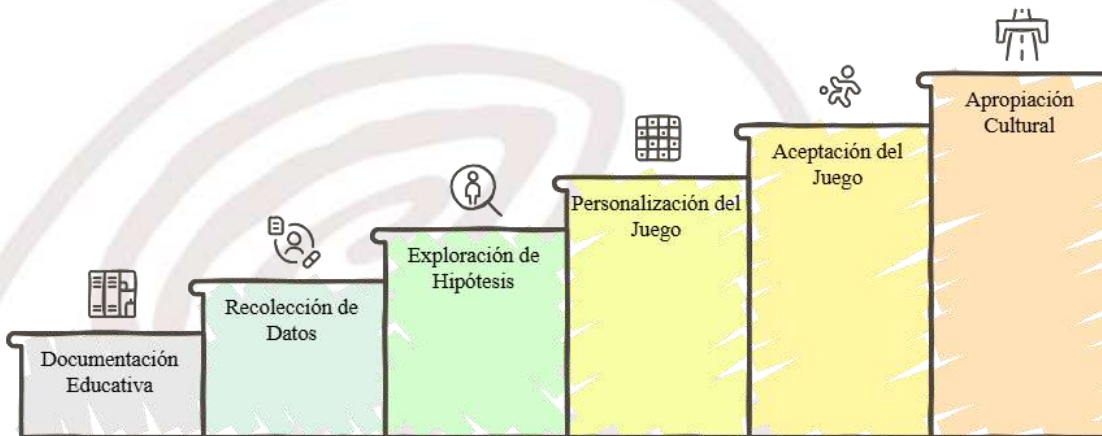 Documentación
Educativa
Recolección de
Datos
Exploración de
Hipótesis
Personalización del
Juego
Aceptación del
Juego
Apropiación
Cultural